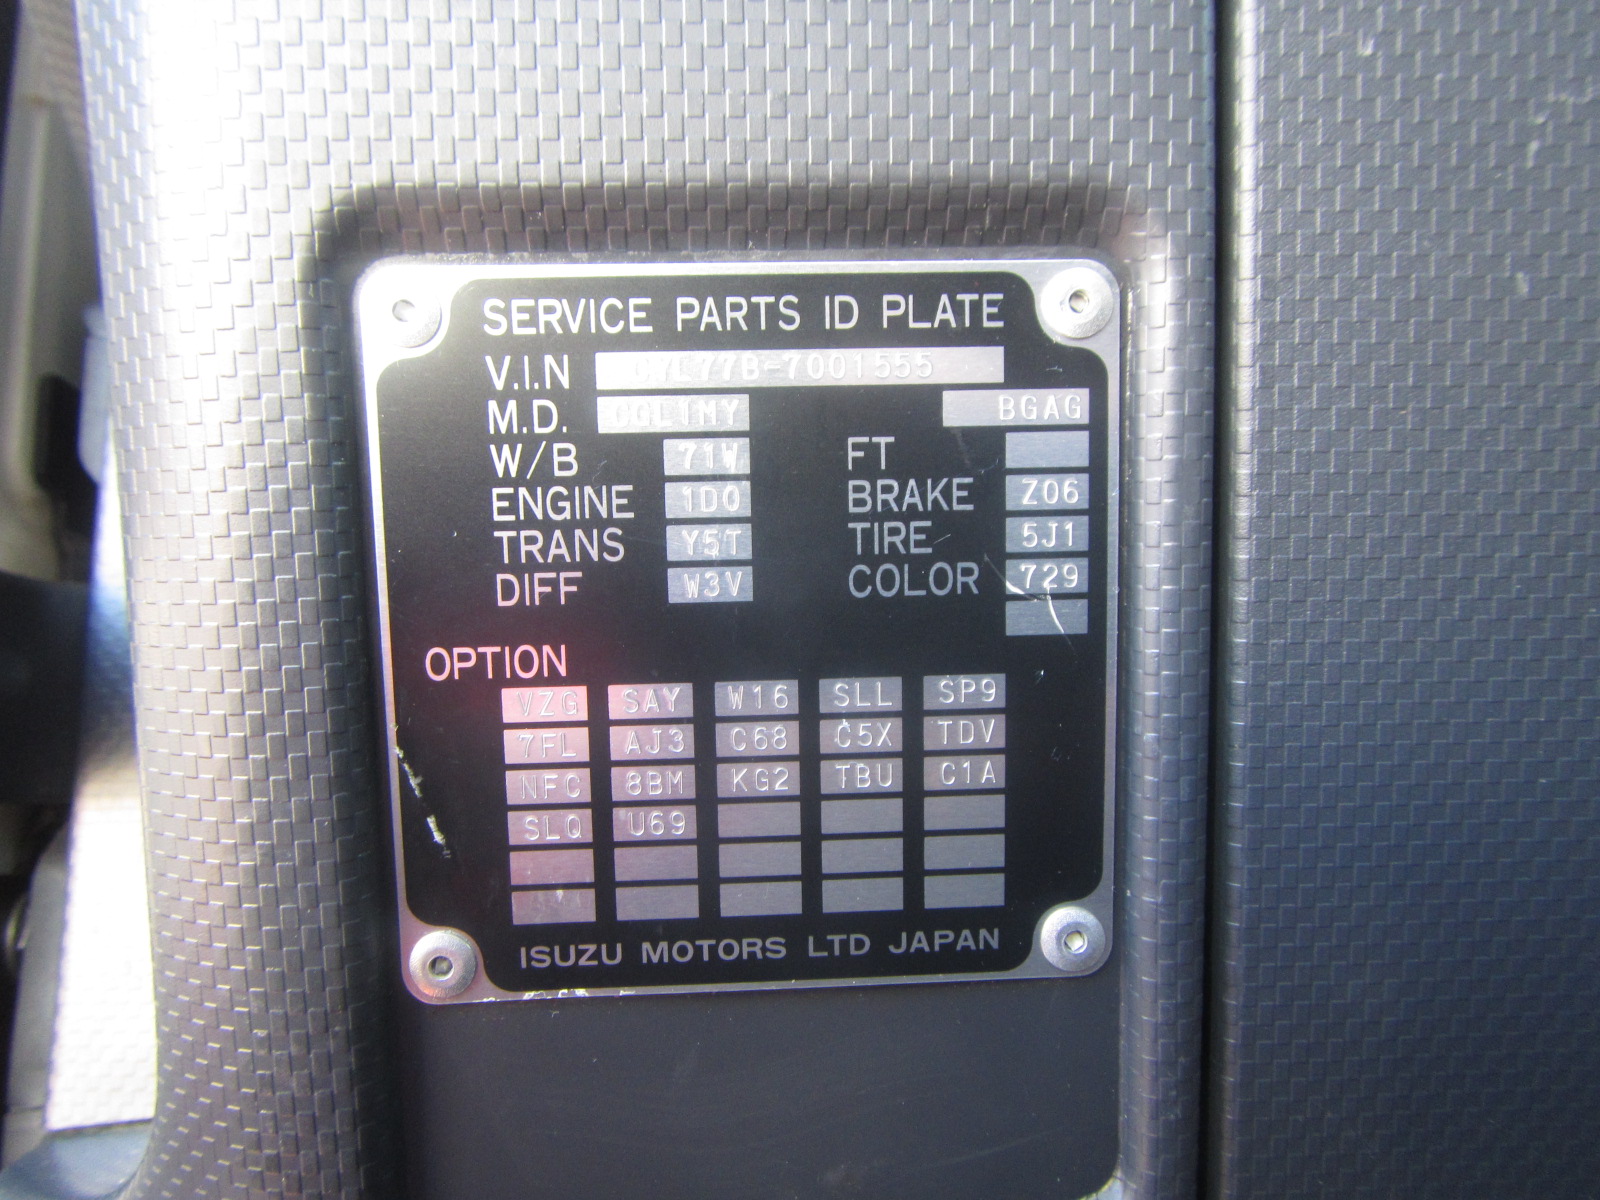 SERVICE PARTS ID PLATE
V.I.N CYL77B-7001555
M.D. BGAG
W/B 71W FT
ENGINE 1D0 BRAKE Z06
TRANS Y5T TIRE 5J1
DIFF W3V COLOR 729
OPTION
VZG SAY W16 SLL SP9
7FL AJ3 C68 C5X TDV
NFC 8BM KG2 TBU C1A
SLQ U69
ISUZU MOTORS LTD JAPAN